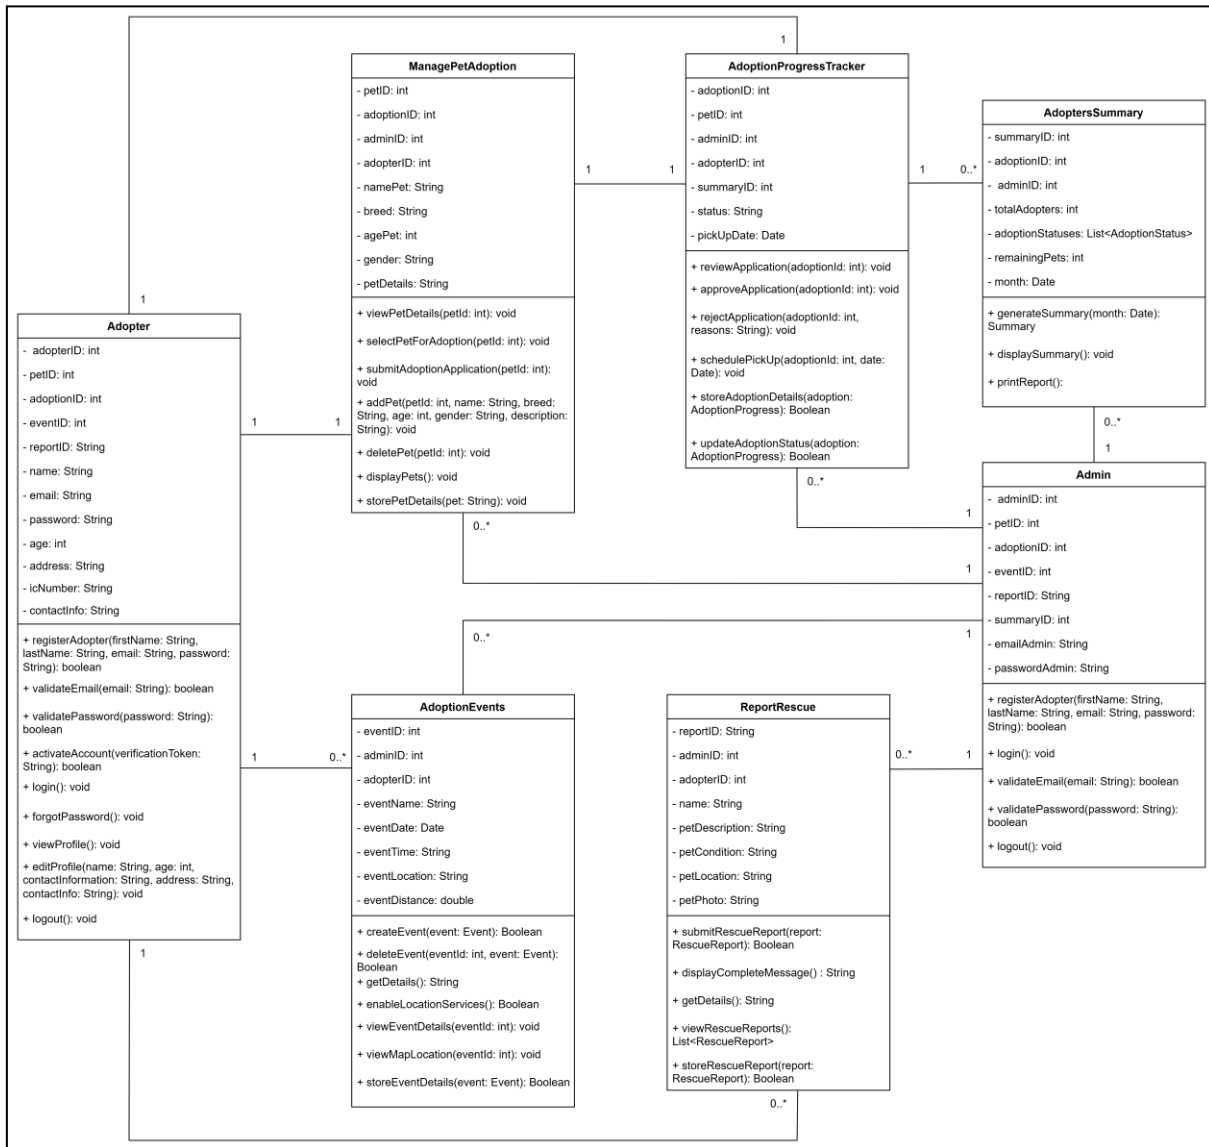 1
ManagePetAdoption
- petID: int
- adoptionID: int
- adminID: int
- adopterID: int
- namePet: String
- breed: String
- agePet: int
- gender: String
- petDetails: String
+ viewPetDetails(petId: int): void
+ selectPetForAdoption(petId: int): void
+ submitAdoptionApplication(petId: int):
void
+ addPet(petId: int, name: String, breed:
String, age: int, gender: String, description:
String): void
+ deletePet(petId: int): void
+ displayPets(): void
+ storePetDetails(pet: String): void
1
1
AdoptionProgressTracker
- adoptionID: int
- petID: int
- adminID: int
- adopterID: int
- summaryID: int
- status: String
- pickUpDate: Date
+ reviewApplication(adoptionId: int): void
+ approveApplication(adoptionId: int): void
+ rejectApplication(adoptionId: int,
reasons: String): void
+ schedulePickUp(adoptionId: int, date:
Date): void
+ storeAdoptionDetails(adoption:
AdoptionProgress): Boolean
+ updateAdoptionStatus(adoption:
AdoptionProgress): Boolean
1
0..*
AdoptersSummary
- summaryID: int
- adoptionID: int
- adminID: int
- totalAdopters: int
- adoptionStatuses: List<AdoptionStatus>
- remainingPets: int
- month: Date
+ generateSummary(month: Date):
Summary
+ displaySummary(): void
+ printReport():
0..*
1
1
Adopter
- adopterID: int
- petID: int
- adoptionID: int
- eventID: int
- reportID: String
- name: String
- email: String
- password: String
- age: int
- address: String
- icNumber: String
- contactInfo: String
+ registerAdopter(firstName: String,
lastName: String, email: String, password:
String): boolean
+ validateEmail(email: String): boolean
+ validatePassword(password: String):
boolean
+ activateAccount(verificationToken:
String): boolean
+ login(): void
+ forgotPassword(): void
+ viewProfile(): void
+ editProfile(name: String, age: int,
contactInformation: String, address: String,
contactInfo: String): void
+ logout(): void
1
1
0..*
1
0..*
1
Admin
- adminID: int
- petID: int
- adoptionID: int
- eventID: int
- reportID: String
- summaryID: int
- emailAdmin: String
- passwordAdmin: String
+ registerAdopter(firstName: String,
lastName: String, email: String, password:
String): boolean
+ login(): void
+ validateEmail(email: String): boolean
+ validatePassword(password: String):
boolean
+ logout(): void
0..*
1
AdoptionEvents
- eventID: int
- adminID: int
- adopterID: int
- eventName: String
- eventDate: Date
- eventTime: String
- eventLocation: String
- eventDistance: double
+ createEvent(event: Event): Boolean
+ deleteEvent(eventId: int, event: Event):
Boolean
+ getDetails(): String
+ enableLocationServices(): Boolean
+ viewEventDetails(eventId: int): void
+ viewMapLocation(eventId: int): void
+ storeEventDetails(event: Event): Boolean
1
0..*
ReportRescue
- reportID: String
- adminID: int
- adopterID: int
- name: String
- petDescription: String
- petCondition: String
- petLocation: String
- petPhoto: String
+ submitRescueReport(report:
RescueReport): Boolean
+ displayCompleteMessage() : String
+ getDetails(): String
+ viewRescueReports():
List<RescueReport>
+ storeRescueReport(report:
RescueReport): Boolean
0..*
1
1
0..*